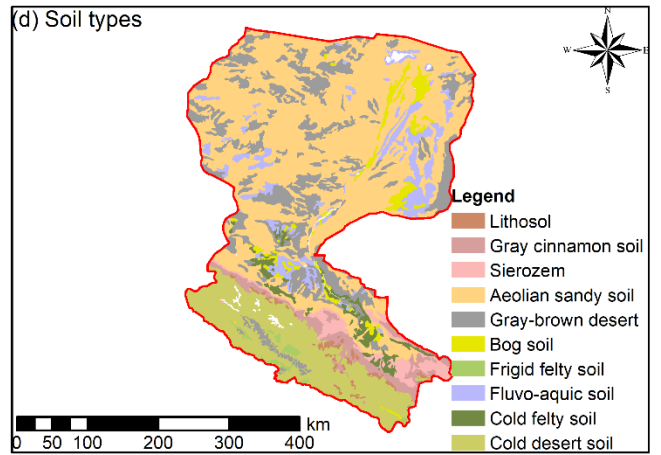 (d) Soil types
N
W
E
S
Legend
Lithosol
Gray cinnamon soil
Sierozem
Aeolian sandy soil
Gray-brown desert
Bog soil
Frigid felty soil
Fluvo-aquic soil
Cold felty soil
Cold desert soil
km
0 50 100 200 300 400